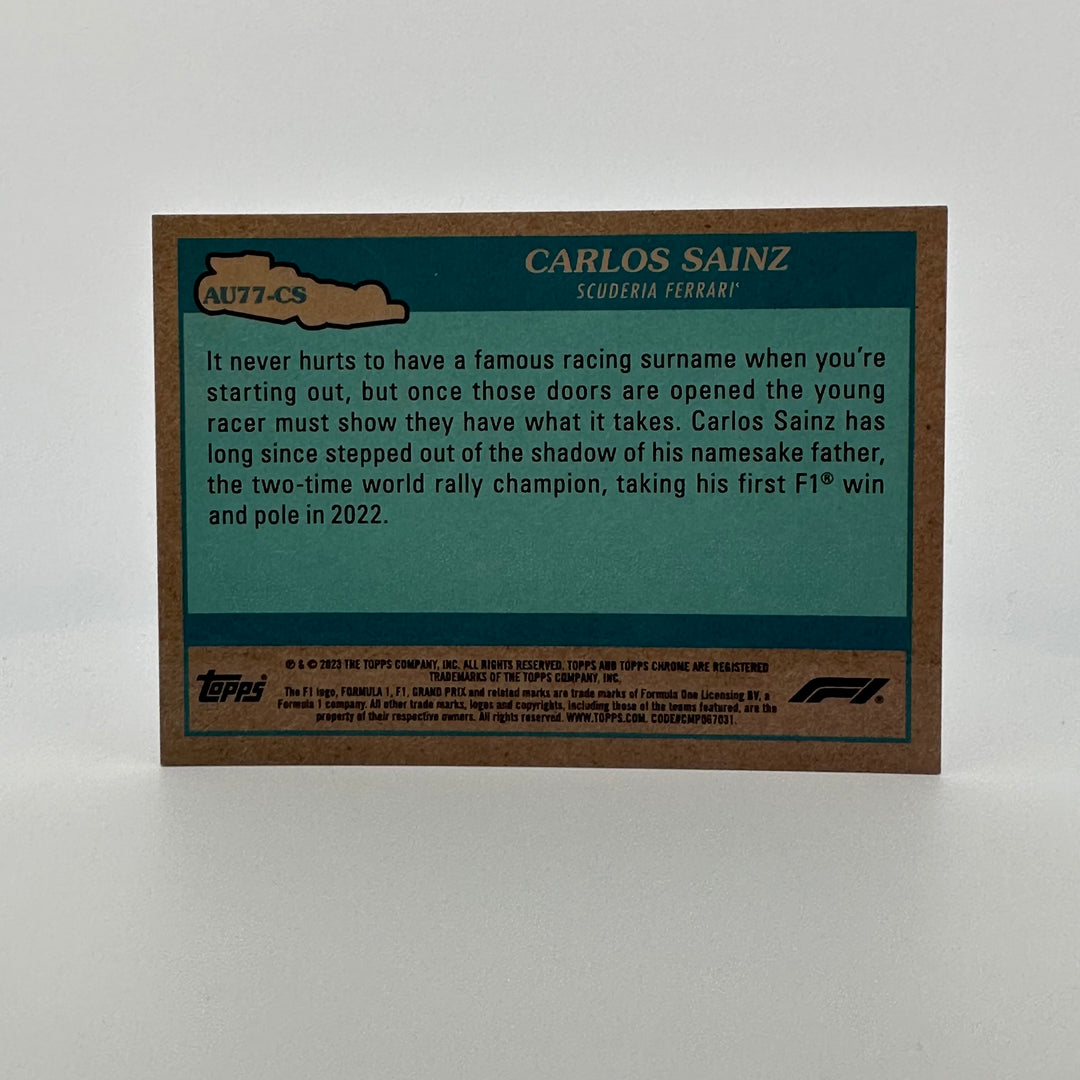 AU77-CS
CARLOS SAINZ
SCUDERIA FERRARI
It never hurts to have a famous racing surname when you're
starting out, but once those doors are opened the young
racer must show they have what it takes. Carlos Sainz has
long since stepped out of the shadow of his namesake father,
the two-time world rally champion, taking his first F1® win
and pole in 2022.
® & © 2023 THE TOPPS COMPANY, INC. ALL RIGHTS RESERVED. TOPPS AND TOPPS CHROME ARE REGISTERED
TRADEMARKS OF THE TOPPS COMPANY, INC.
The F1 logo, FORMULA 1, F1, GRAND PRIX and related marks are trade marks of Formula One Licensing BV, a
Formula 1 company. All other trade marks, logos and copyrights, including those of the teams featured, are the
property of their respective owners. All rights reserved. WWW.TOPPS.COM. CODE#CMP067031.
topps®
F1®